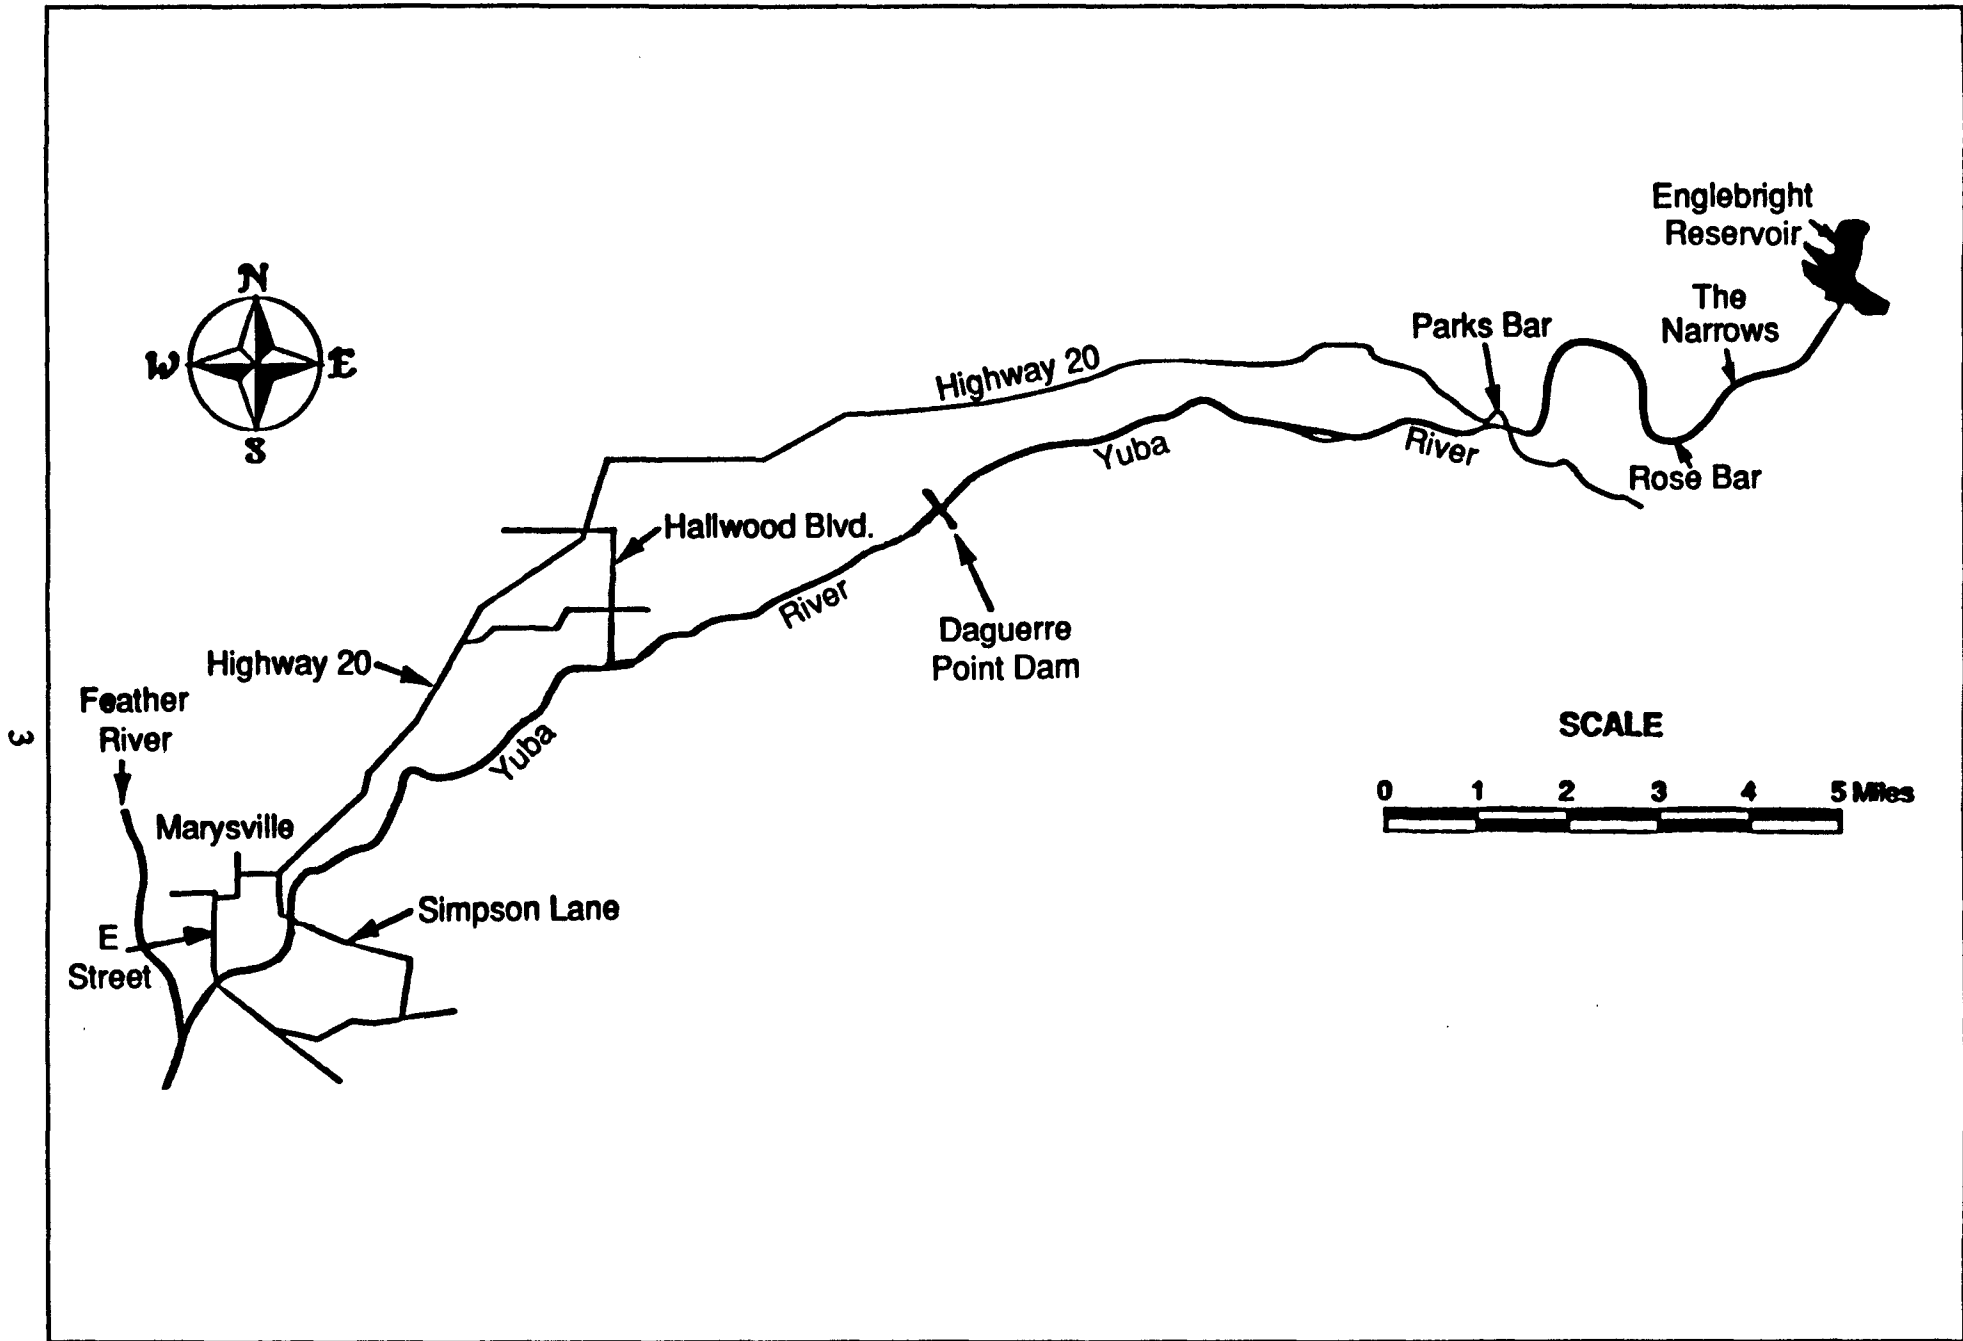 Englebright
Reservoir
The
Narrows
Parks Bar
N
W
E
S
Highway 20
Yuba
River
Rose Bar
Hallwood Blvd.
River
Daguerre
Point Dam
Highway 20
Feather
River
Yuba
SCALE
0 1 2 3 4 5 Miles
3
Marysville
Simpson Lane
E
Street